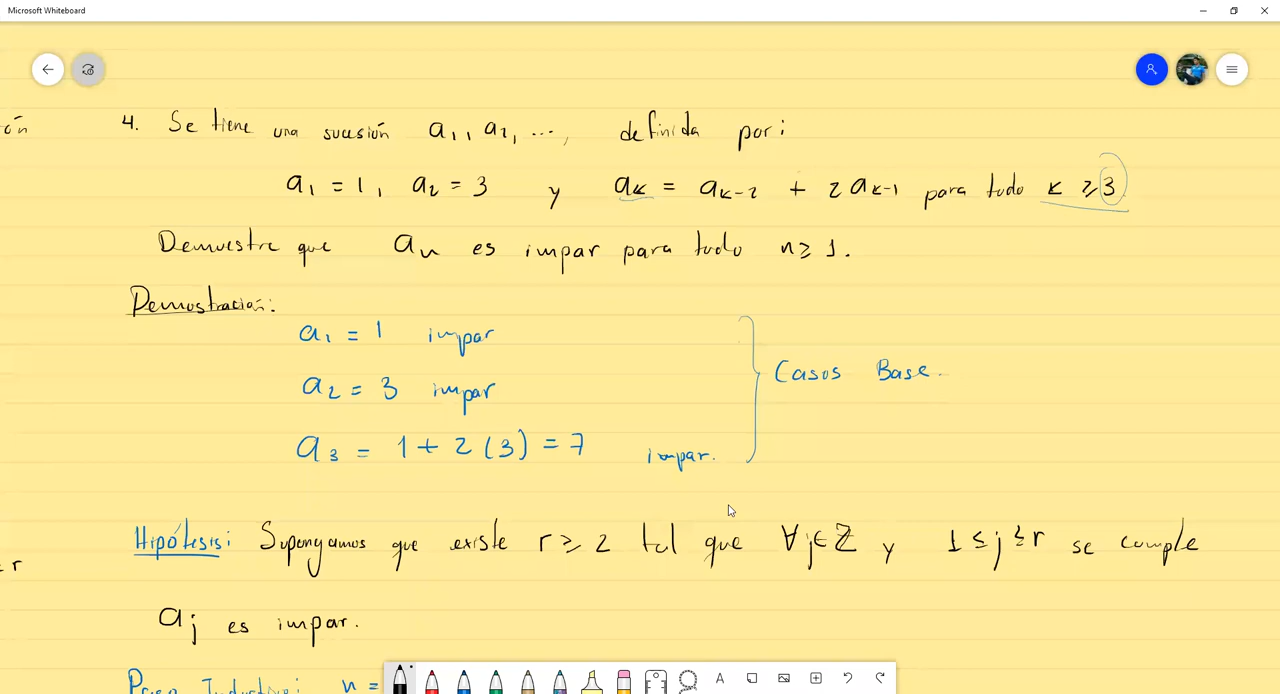 Microsoft Whiteboard
ón
4. Se tiene una sucesión a₁, a₂, ..., definida por:
a₁ = 1, a₂ = 3 y aₖ = aₖ₋₂ + 2aₖ₋₁ para todo k ≥ 3
Demuestre que aₙ es impar para todo n ≥ 1.
Demostración:
a₁ = 1 impar
a₂ = 3 impar
Casos Base.
a₃ = 1 + 2(3) = 7 impar.
Hipótesis: Supongamos que existe r ≥ 2 tal que ∀j∈ℤ y 1 ≤ j ≤ r se cumple
r
aⱼ es impar.
Paso Inductivo: n =